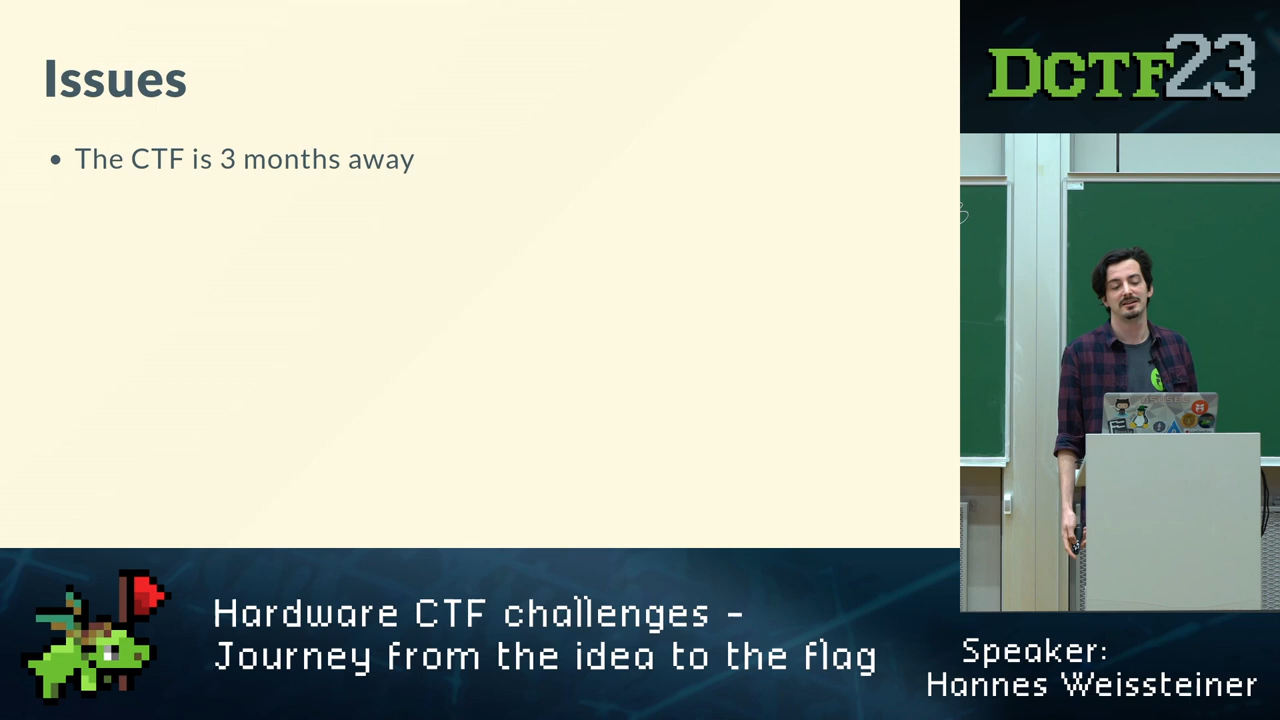 Issues
• The CTF is 3 months away
DCTF23
Hardware CTF challenges -
Journey from the idea to the flag
Speaker:
Hannes Weissteiner